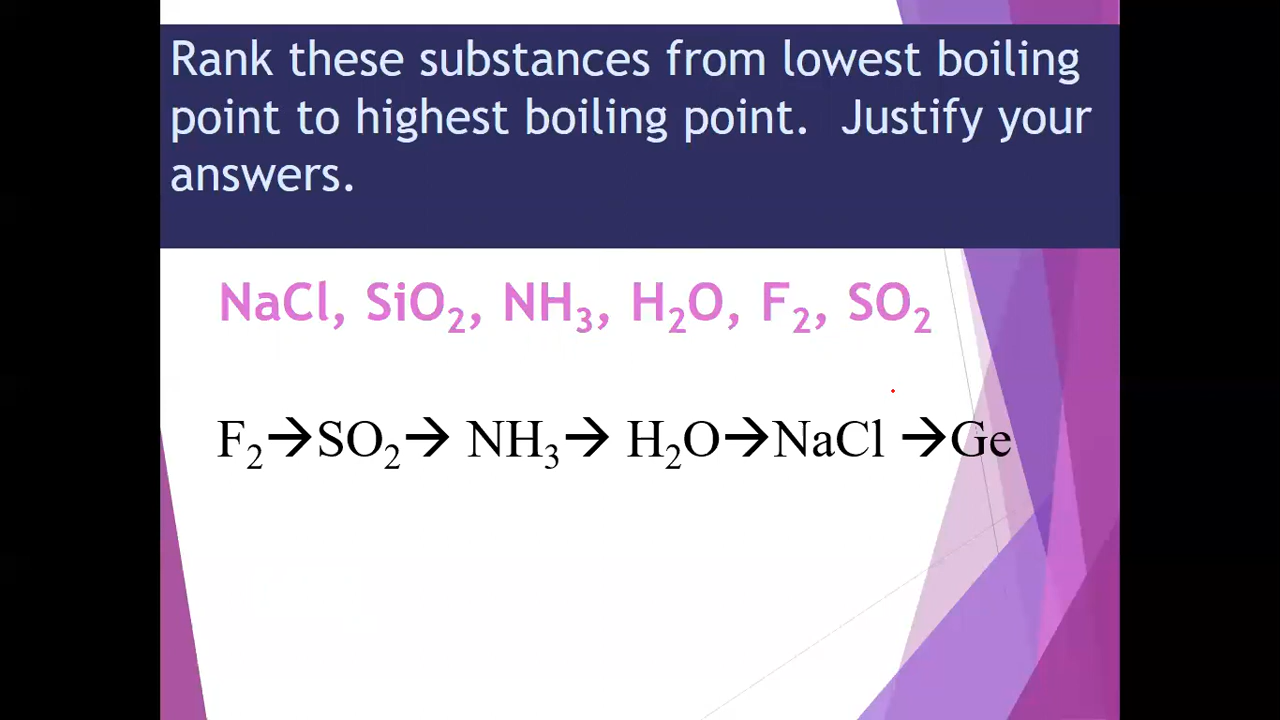 Rank these substances from lowest boiling
point to highest boiling point.  Justify your
answers.
NaCl, SiO₂, NH₃, H₂O, F₂, SO₂
F₂→SO₂→ NH₃→ H₂O→NaCl →Ge